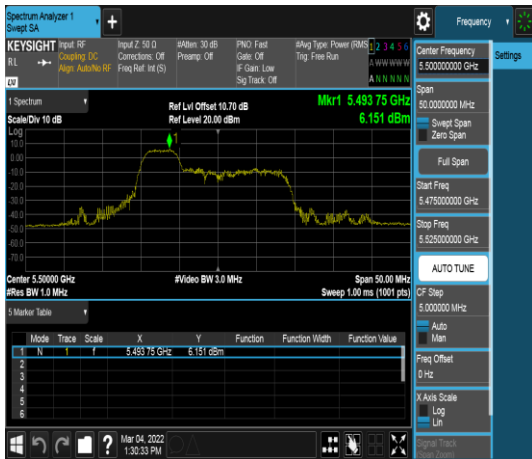 Spectrum Analyzer 1
Swept SA
+
Frequency
Settings
KEYSIGHT
RL
LXI
Input: RF
Coupling: DC
Align: Auto/No RF
Input Z: 50 Ω
Corrections: Off
Freq Ref: Int (S)
#Atten: 30 dB
Preamp: Off
PNO: Fast
Gate: Off
IF Gain: Low
Sig Track: Off
#Avg Type: Power (RMS
Trig: Free Run
1 2 3 4 5 6
A W W W W W
A N N N N N
1 Spectrum
Scale/Div 10 dB
Ref Lvl Offset 10.70 dB
Ref Level 20.00 dBm
Mkr1 5.493 75 GHz
6.151 dBm
Log
10.0
0.00
-10.0
-20.0
-30.0
-40.0
-50.0
-60.0
-70.0
1
Center 5.50000 GHz
#Res BW 1.0 MHz
#Video BW 3.0 MHz
Span 50.00 MHz
Sweep 1.00 ms (1001 pts)
5 Marker Table
Mode Trace Scale X Y Function Function Width Function Value
1 N 1 f 5.493 75 GHz 6.151 dBm
2
3
4
5
6
Center Frequency
5.500000000 GHz
Span
50.0000000 MHz
Swept Span
Zero Span
Full Span
Start Freq
5.475000000 GHz
Stop Freq
5.525000000 GHz
AUTO TUNE
CF Step
5.000000 MHz
Auto
Man
Freq Offset
0 Hz
X Axis Scale
Log
Lin
Signal Track
(Span Zoom)
?
Mar 04, 2022
1:30:33 PM